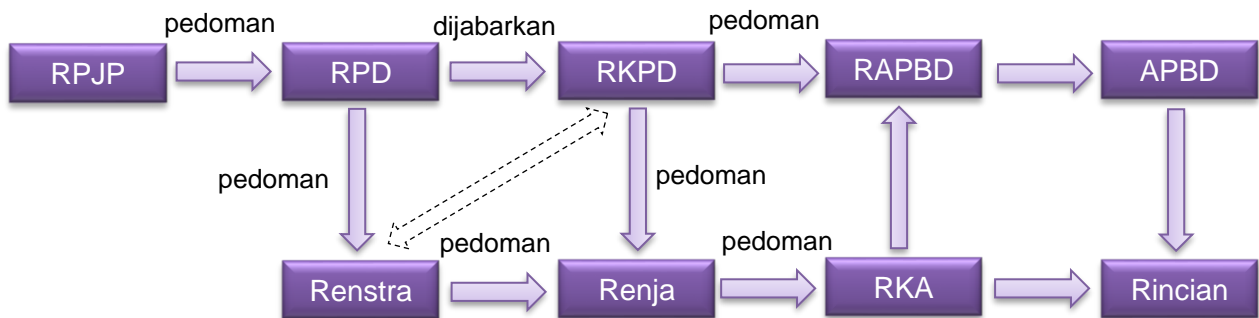 pedoman
dijabarkan
pedoman
RPJP
RPD
RKPD
RAPBD
APBD
pedoman
pedoman
pedoman
pedoman
Renstra
Renja
RKA
Rincian